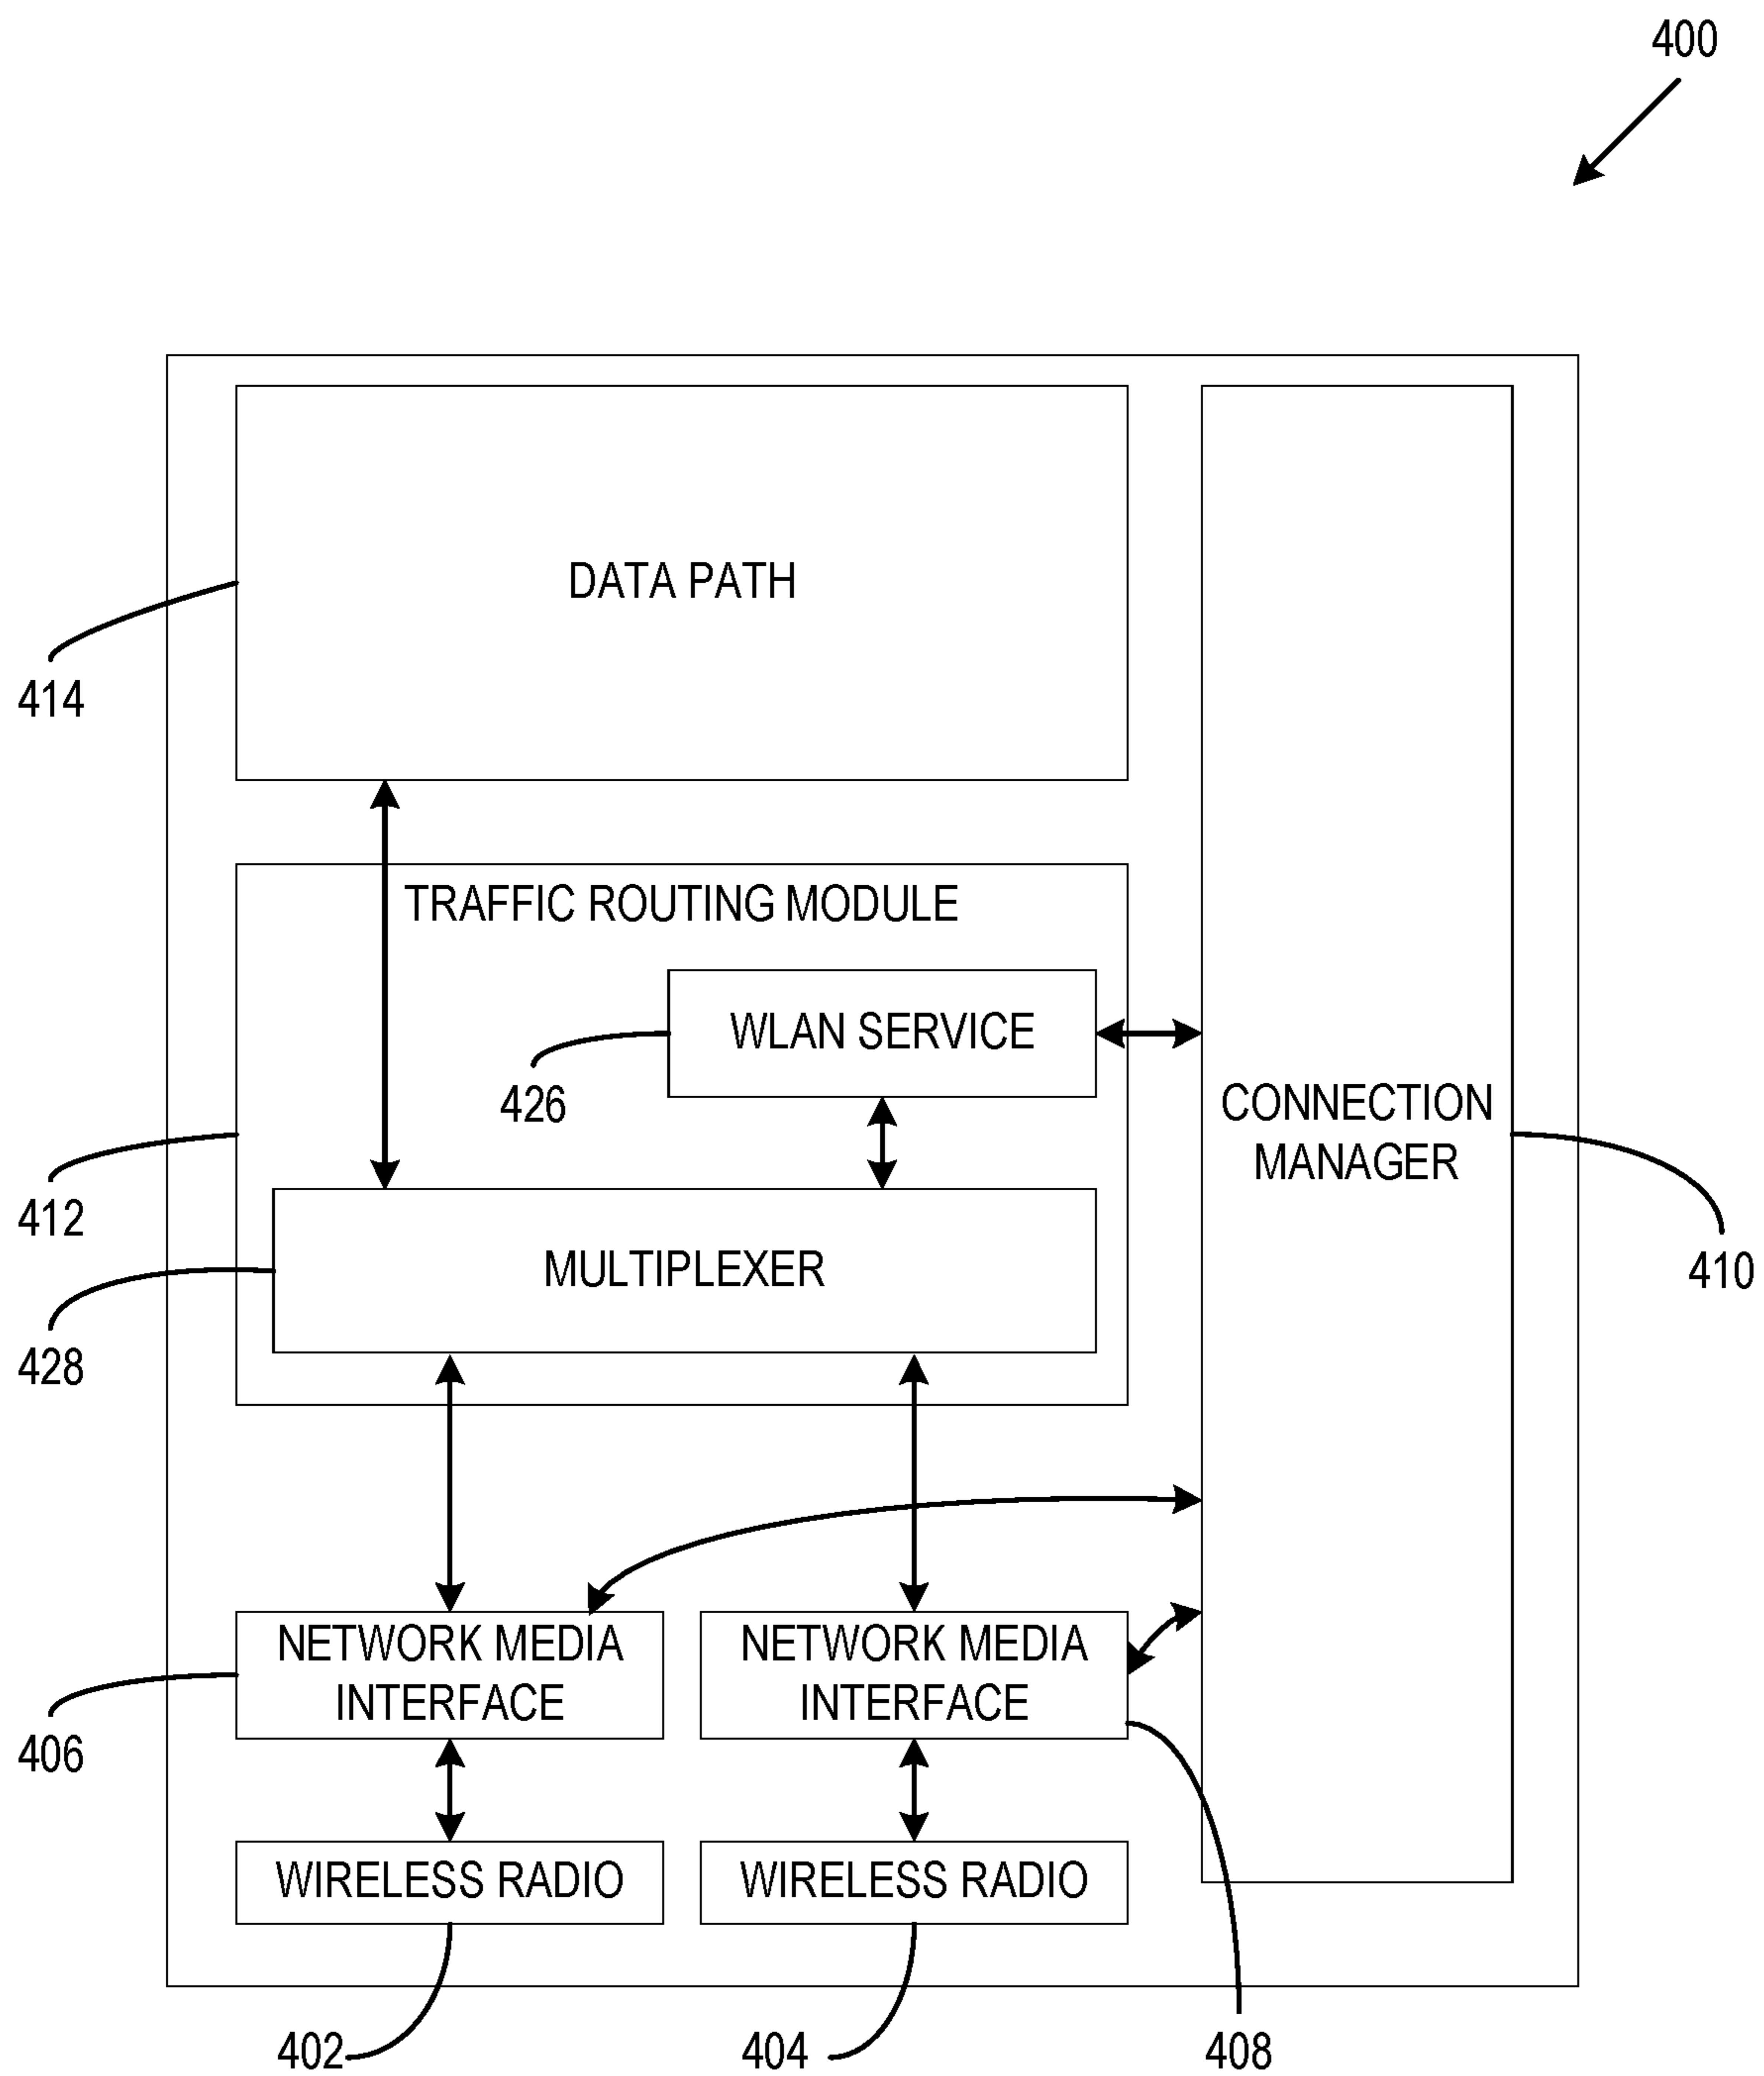 400
DATA PATH
414
TRAFFIC ROUTING MODULE
WLAN SERVICE
426
CONNECTION
MANAGER
412
MULTIPLEXER
410
428
NETWORK MEDIA
INTERFACE
NETWORK MEDIA
INTERFACE
406
WIRELESS RADIO
WIRELESS RADIO
402
404
408